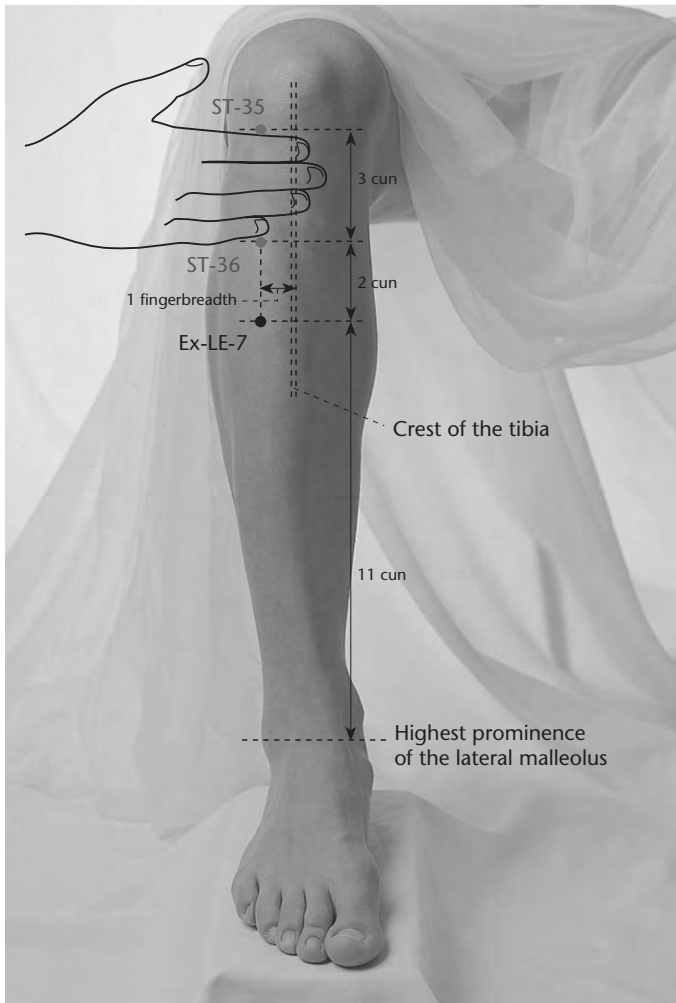 ST-35
3 cun
ST-36
2 cun
1 fingerbreadth
Ex-LE-7
Crest of the tibia
11 cun
Highest prominence
of the lateral malleolus